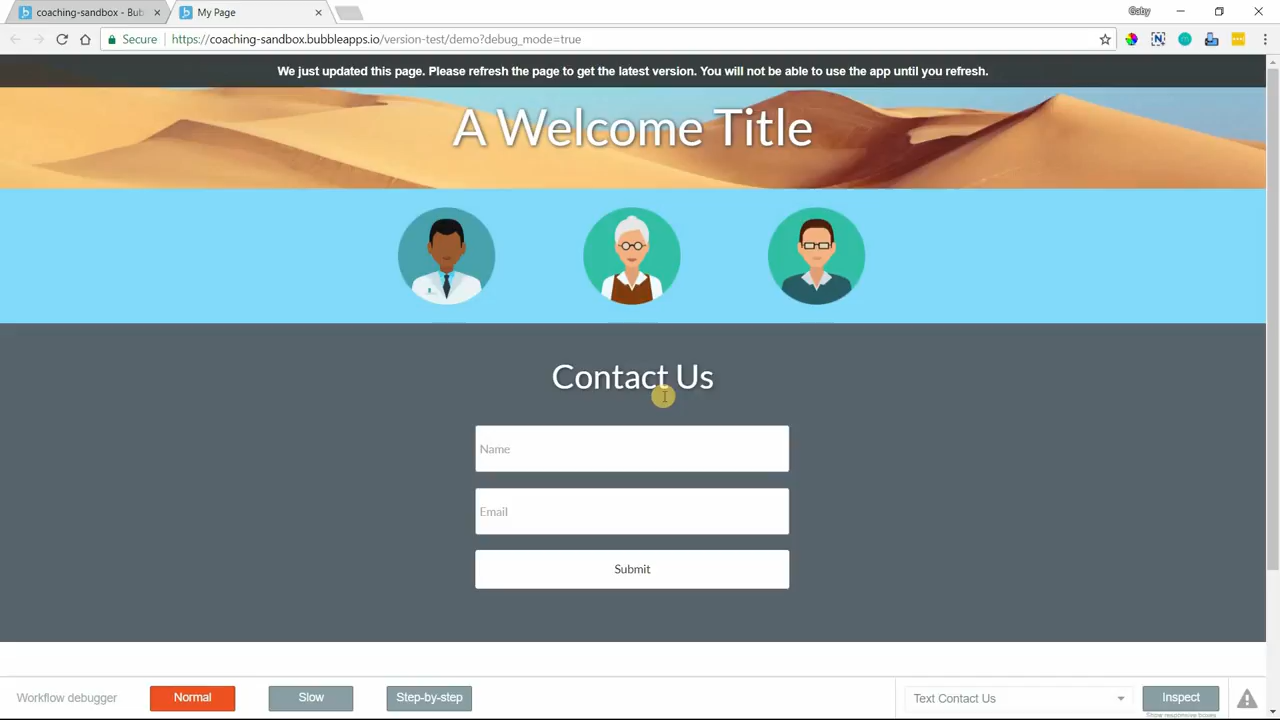 coaching-sandbox - Bub
My Page
Gaby
Secure
https://coaching-sandbox.bubbleapps.io/version-test/demo?debug_mode=true
We just updated this page. Please refresh the page to get the latest version. You will not be able to use the app until you refresh.
A Welcome Title
Contact Us
Name
Email
Submit
Workflow debugger
Normal
Slow
Step-by-step
Text Contact Us
Inspect
Show responsive boxes